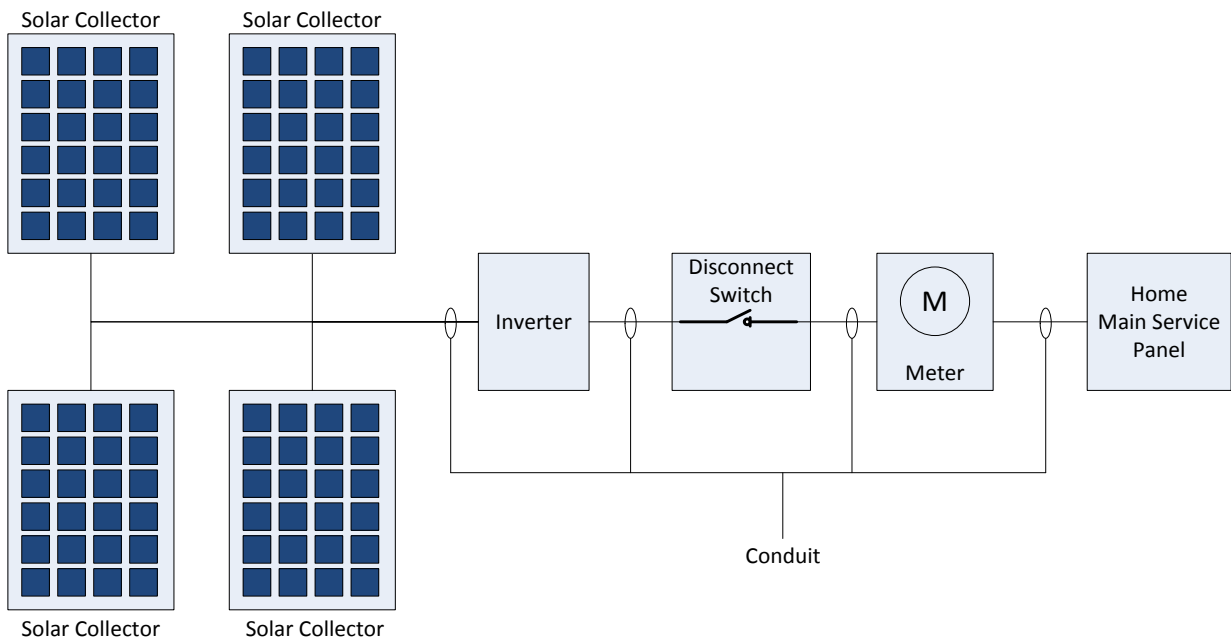 Solar Collector
Solar Collector
Inverter
Disconnect
Switch
M
Meter
Home
Main Service
Panel
Conduit
Solar Collector
Solar Collector